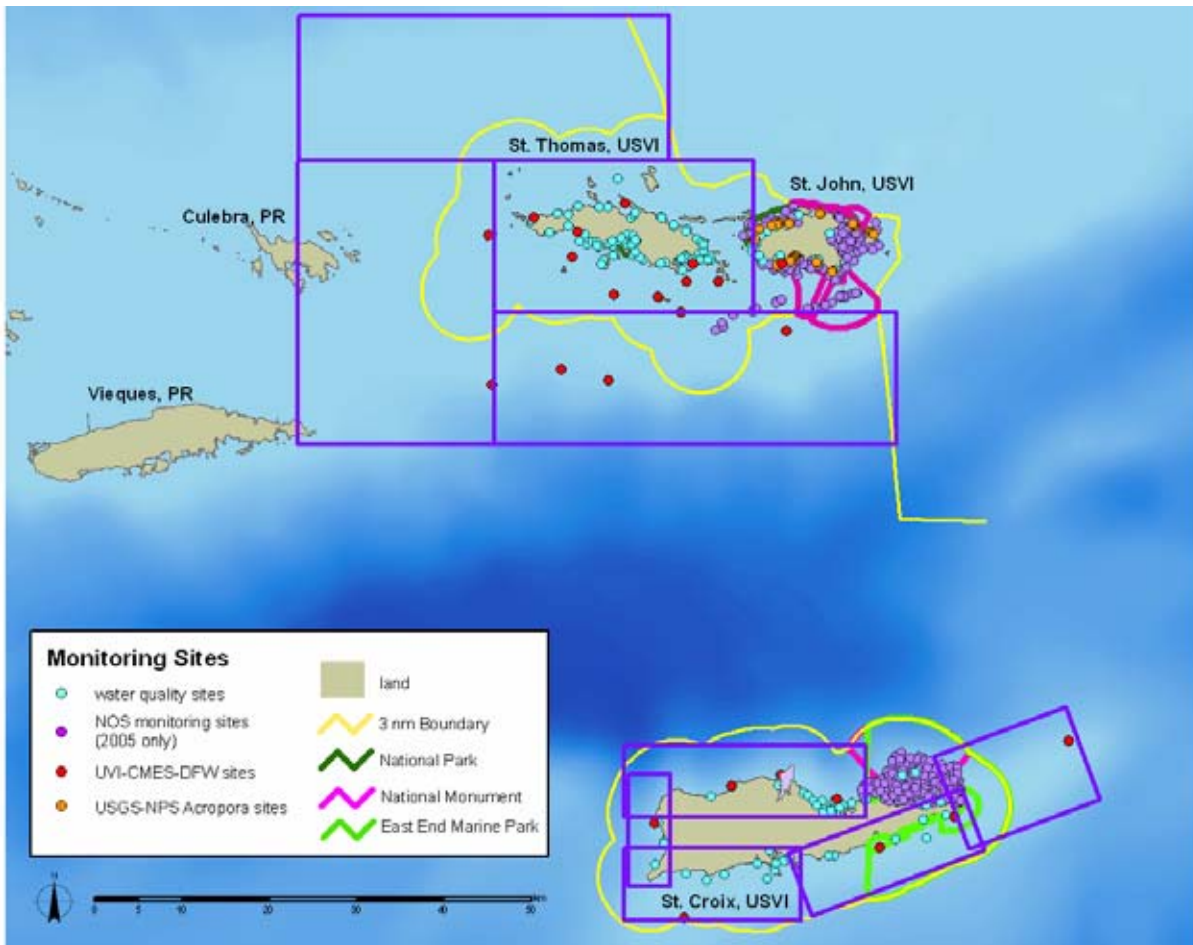 St. Thomas, USVI
St. John, USVI
Culebra, PR
Vieques, PR
Monitoring Sites
water quality sites
NOS monitoring sites
(2005 only)
UVI-CMES-DFW sites
USGS-NPS Acropora sites
land
3 nm Boundary
National Park
National Monument
East End Marine Park
N
0 5 10 20 30 40 50 km
St. Croix, USVI